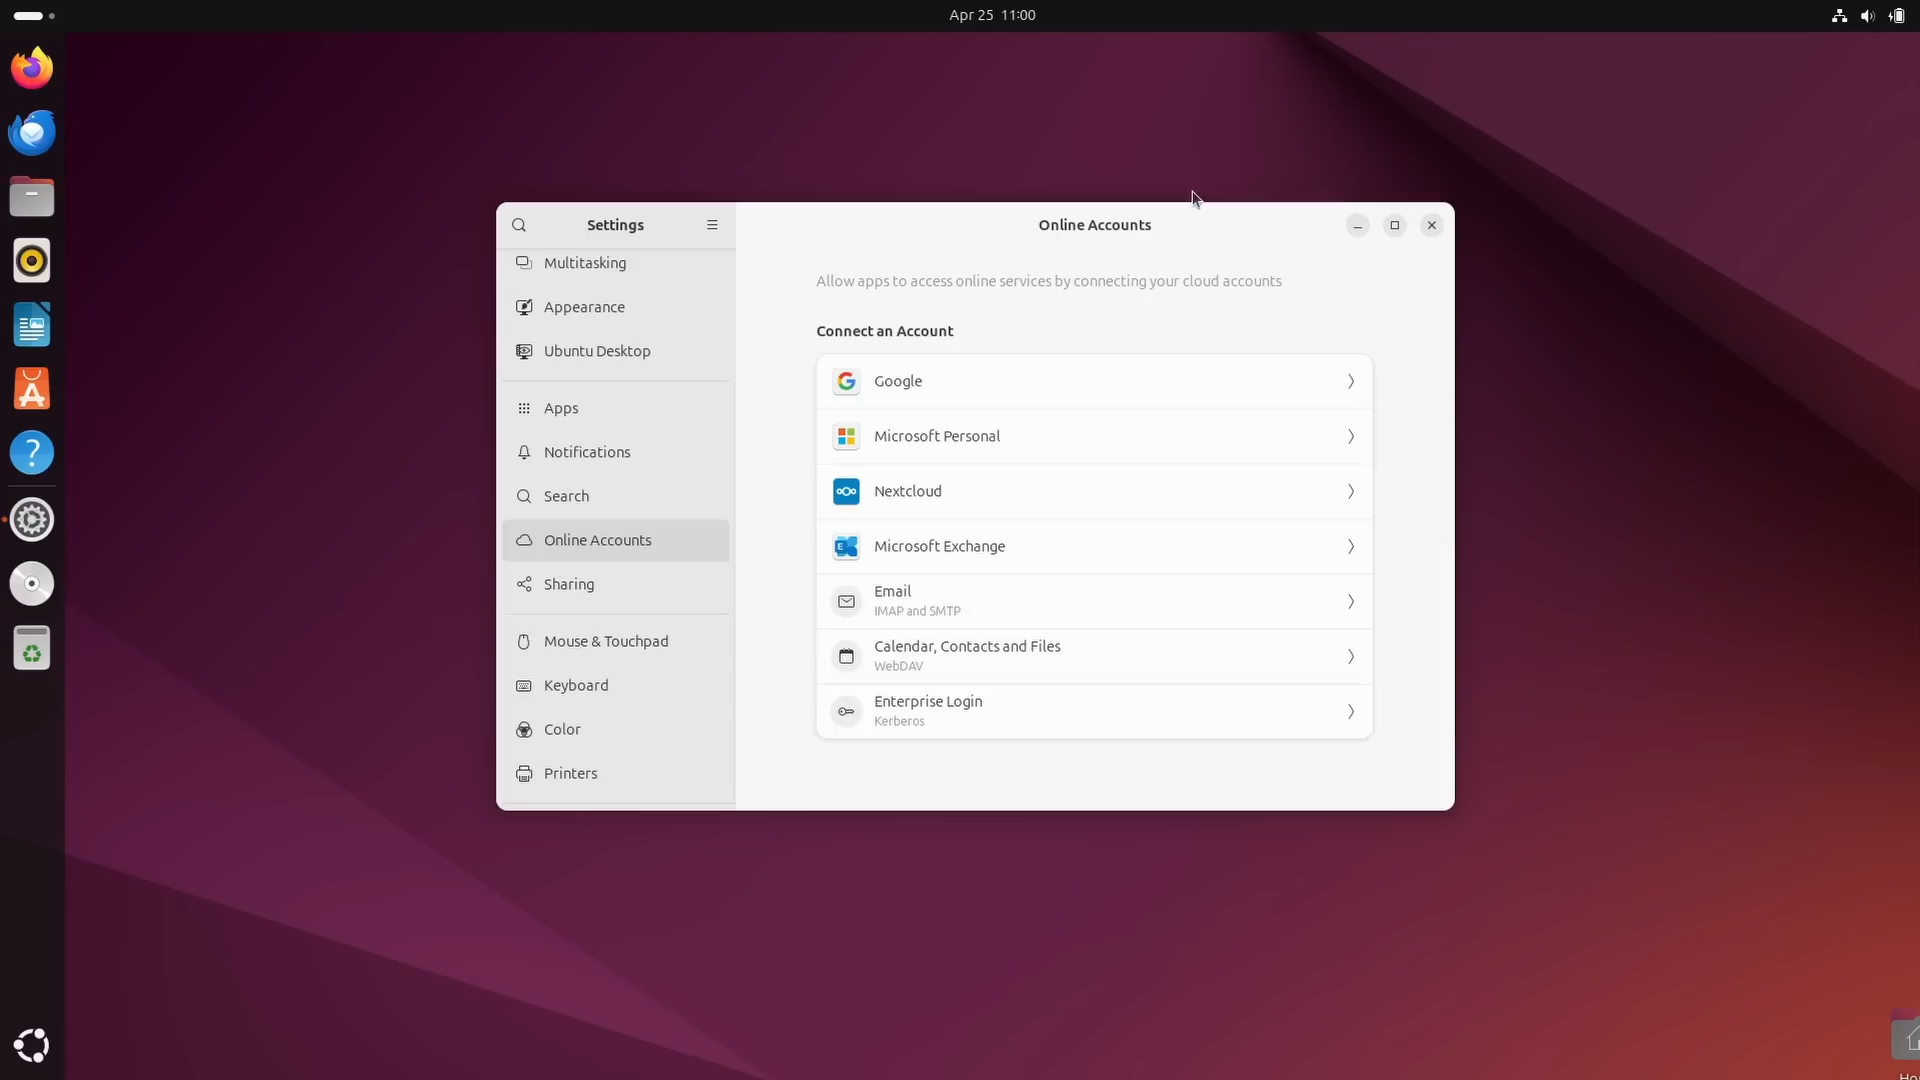 Apr 25 11:00
Settings
Multitasking
Appearance
Ubuntu Desktop
Apps
Notifications
Search
Online Accounts
Sharing
Mouse & Touchpad
Keyboard
Color
Printers
Online Accounts
Allow apps to access online services by connecting your cloud accounts
Connect an Account
Google
Microsoft Personal
Nextcloud
Microsoft Exchange
Email
IMAP and SMTP
Calendar, Contacts and Files
WebDAV
Enterprise Login
Kerberos